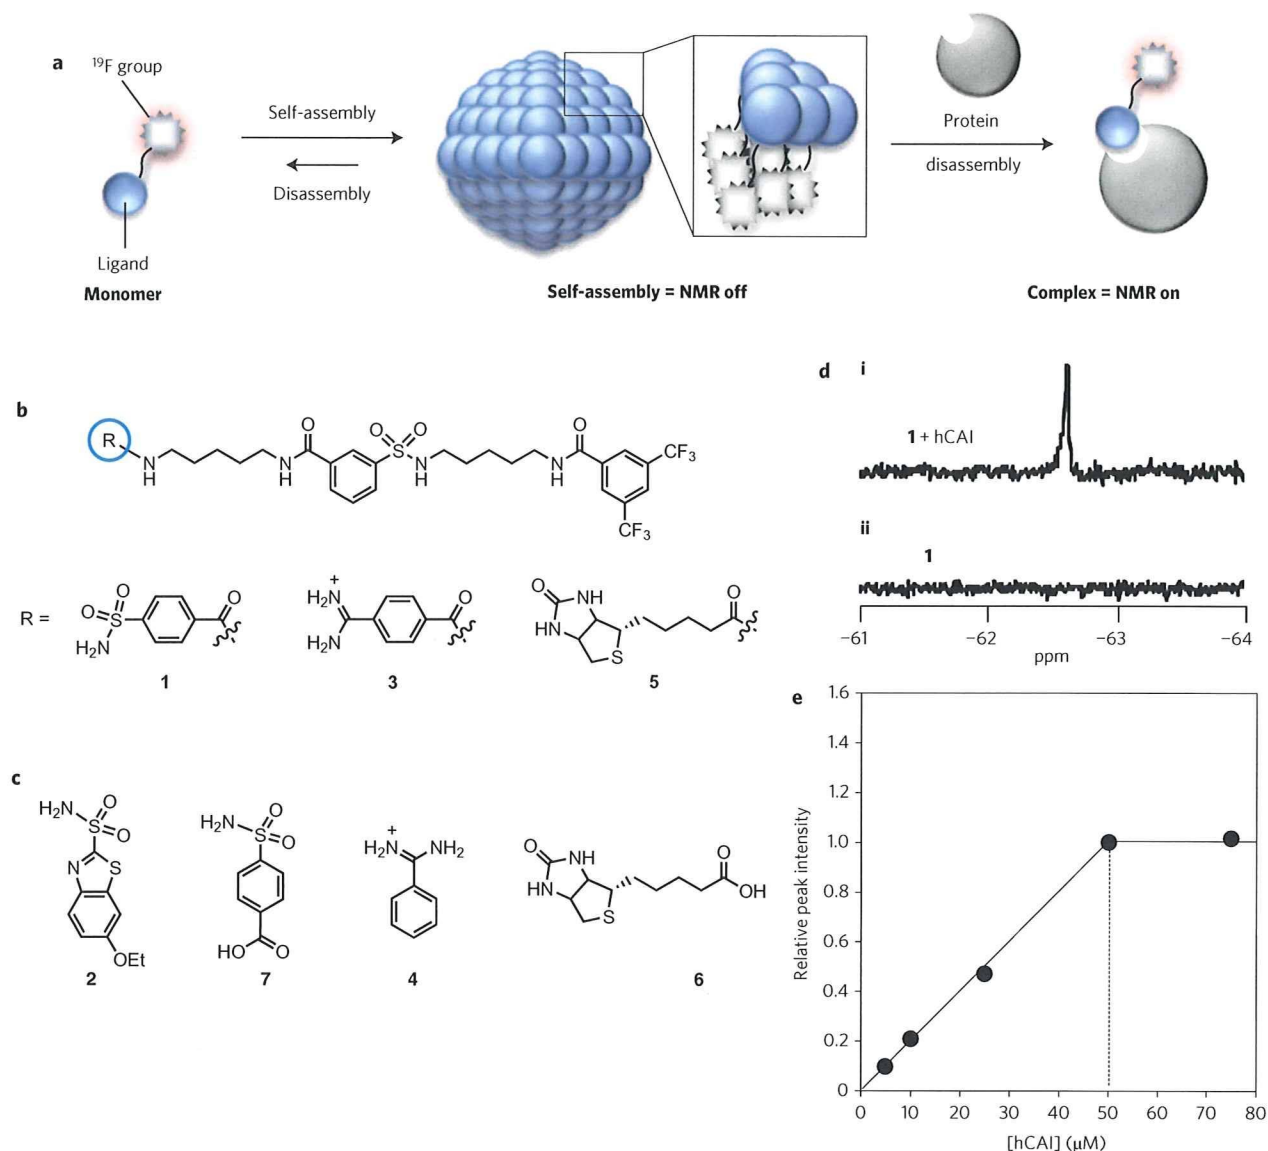 a
¹⁹F group
Ligand
Monomer
Self-assembly
Disassembly
Self-assembly = NMR off
Protein
disassembly
Complex = NMR on
b
R
N
H
O
N
H
O
O
S
N
H
O
N
H
CF₃
CF₃
R =
O
O
S
H₂N
O
1
+
H₂N
H₂N
O
3
O
NH
HN
S
O
5
c
H₂N
O
S
O
N
S
OEt
2
H₂N
O
S
O
HO
O
7
+
H₂N
NH₂
4
O
NH
HN
S
O
OH
6
d
i
1 + hCAI
ii
1
−61
−62
−63
−64
ppm
e
Relative peak intensity
1.6
1.4
1.2
1.0
0.8
0.6
0.4
0.2
0
0 10 20 30 40 50 60 70 80
[hCAI] (μM)